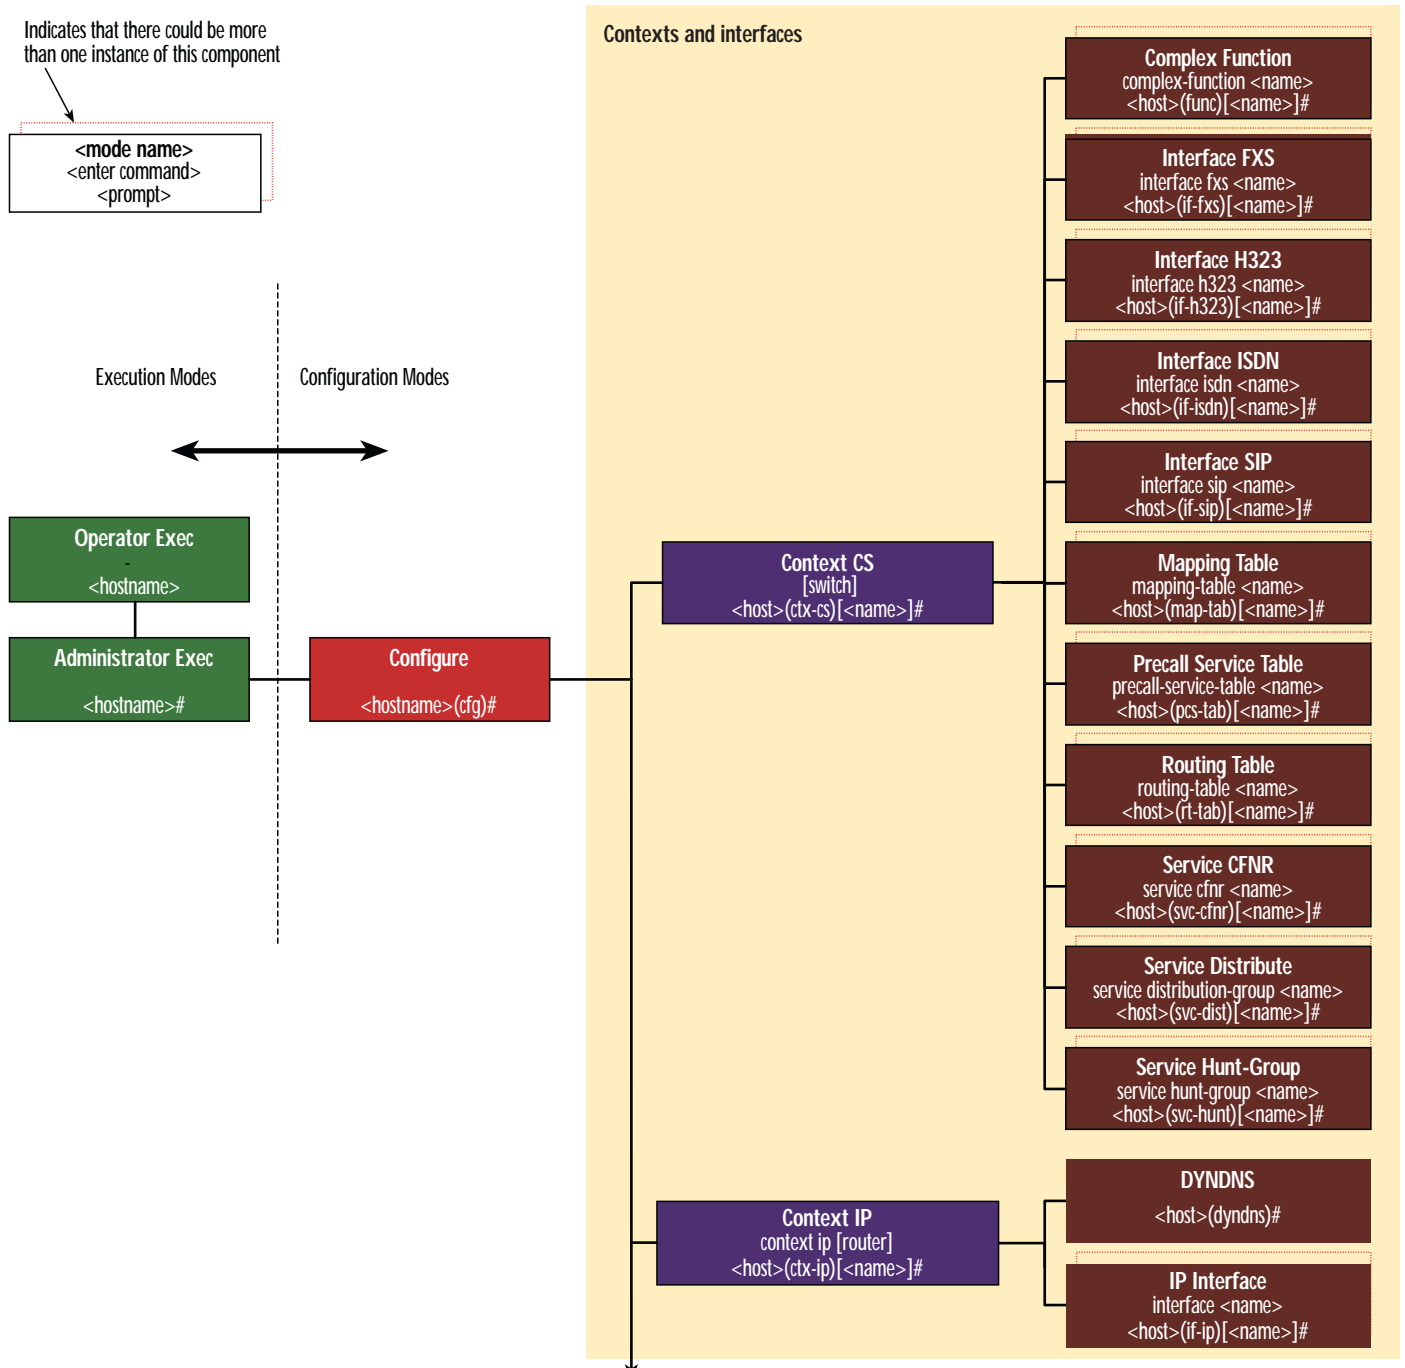 Indicates that there could be more
than one instance of this component
<mode name>
<enter command>
<prompt>
Execution Modes
Configuration Modes
Operator Exec
-
<hostname>
Administrator Exec
<hostname>#
Configure
<hostname>(cfg)#
Contexts and interfaces
Context CS
[switch]
<host>(ctx-cs)[<name>]#
Complex Function
complex-function <name>
<host>(func)[<name>]#
Interface FXS
interface fxs <name>
<host>(if-fxs)[<name>]#
Interface H323
interface h323 <name>
<host>(if-h323)[<name>]#
Interface ISDN
interface isdn <name>
<host>(if-isdn)[<name>]#
Interface SIP
interface sip <name>
<host>(if-sip)[<name>]#
Mapping Table
mapping-table <name>
<host>(map-tab)[<name>]#
Precall Service Table
precall-service-table <name>
<host>(pcs-tab)[<name>]#
Routing Table
routing-table <name>
<host>(rt-tab)[<name>]#
Service CFNR
service cfnr <name>
<host>(svc-cfnr)[<name>]#
Service Distribute
service distribution-group <name>
<host>(svc-dist)[<name>]#
Service Hunt-Group
service hunt-group <name>
<host>(svc-hunt)[<name>]#
Context IP
context ip [router]
<host>(ctx-ip)[<name>]#
DYNDNS
<host>(dyndns)#
IP Interface
interface <name>
<host>(if-ip)[<name>]#